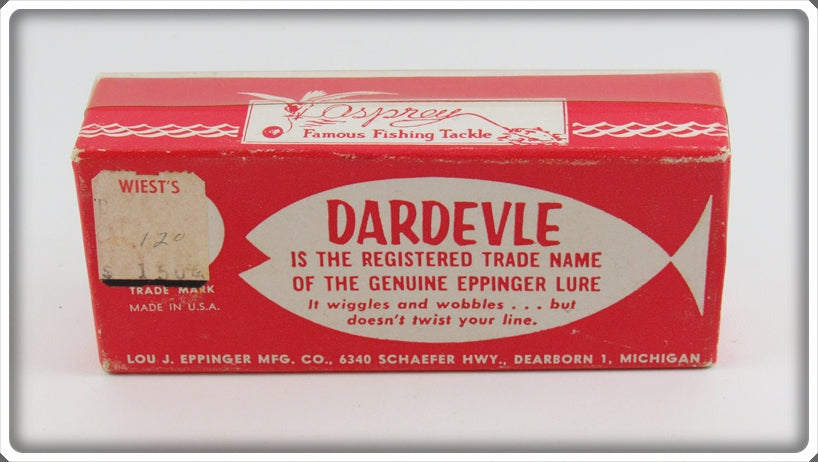 Osprey
Famous Fishing Tackle
WIEST'S
120
$ 1.50
TRADE MARK
MADE IN U.S.A.
DARDEVLE
IS THE REGISTERED TRADE NAME
OF THE GENUINE EPPINGER LURE
It wiggles and wobbles . . . but
doesn't twist your line.
LOU J. EPPINGER MFG. CO., 6340 SCHAEFER HWY., DEARBORN 1, MICHIGAN